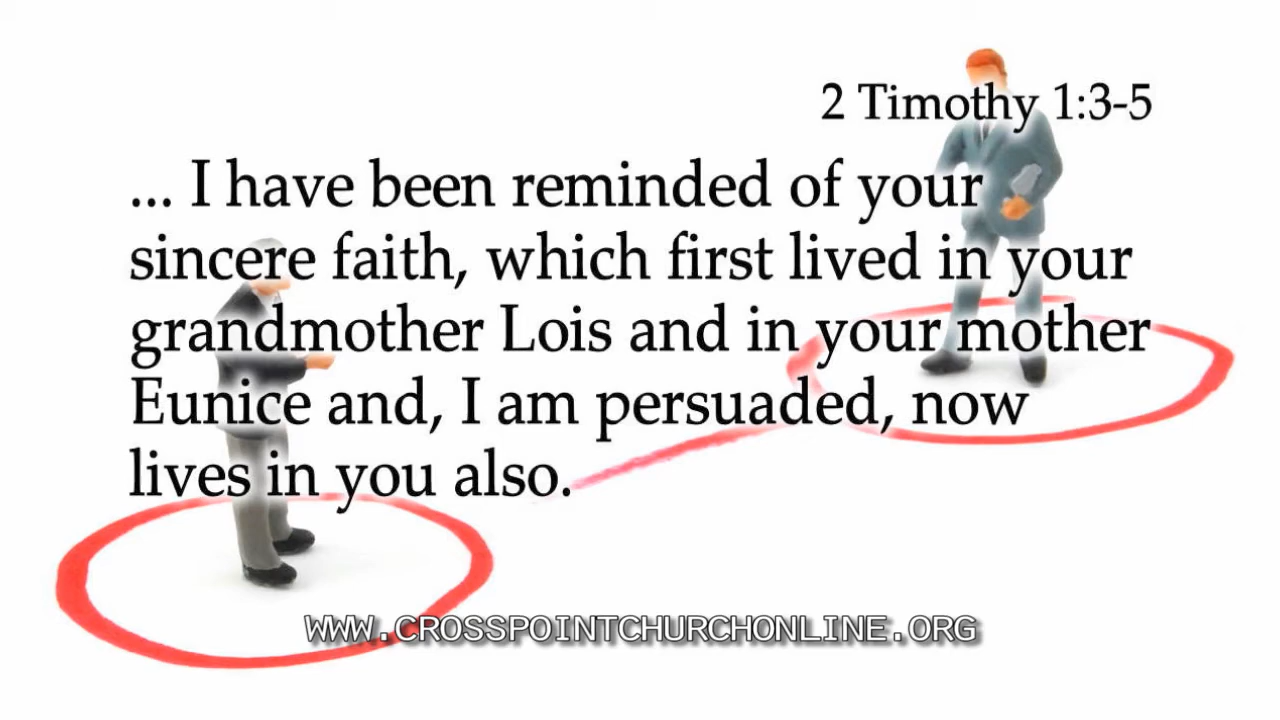 2 Timothy 1:3-5
... I have been reminded of your
sincere faith, which first lived in your
grandmother Lois and in your mother
Eunice and, I am persuaded, now
lives in you also.
WWW.CROSSPOINTCHURCHONLINE.ORG